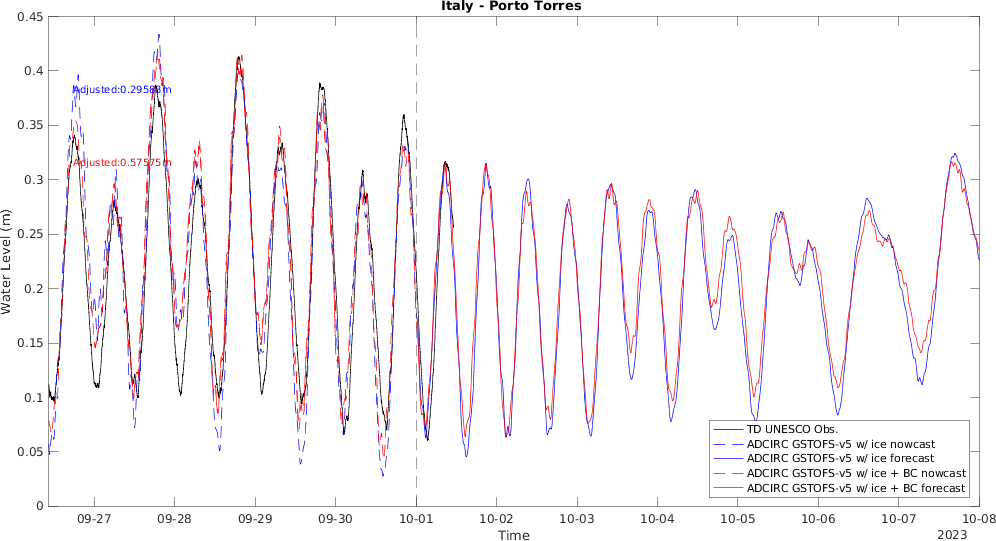 Italy - Porto Torres
0.45
0.4
0.35
0.3
0.25
0.2
0.15
0.1
0.05
0
Water Level (m)
Adjusted:0.29583m
Adjusted:0.57575m
TD UNESCO Obs.
ADCIRC GSTOFS-v5 w/ ice nowcast
ADCIRC GSTOFS-v5 w/ ice forecast
ADCIRC GSTOFS-v5 w/ ice + BC nowcast
ADCIRC GSTOFS-v5 w/ ice + BC forecast
09-27 09-28 09-29 09-30 10-01 10-02 10-03 10-04 10-05 10-06 10-07 10-08
Time
2023